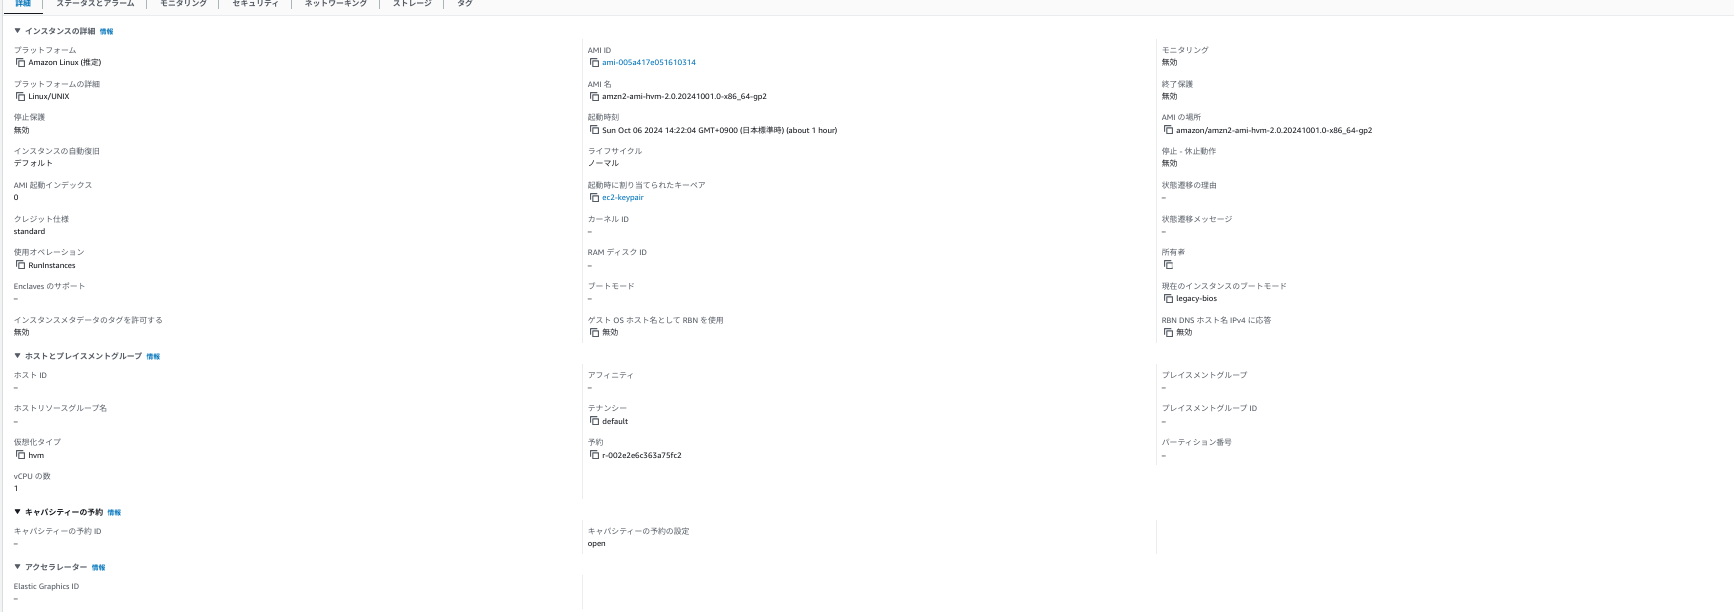 詳細 ステータスとアラーム モニタリング セキュリティ ネットワーキング ストレージ タグ
▼ インスタンスの詳細 情報
プラットフォーム
Amazon Linux (推定)
AMI ID
ami-005a417e051610314
モニタリング
無効
プラットフォームの詳細
Linux/UNIX
AMI 名
amzn2-ami-hvm-2.0.20241001.0-x86_64-gp2
終了保護
無効
停止保護
無効
起動時刻
Sun Oct 06 2024 14:22:04 GMT+0900 (日本標準時) (about 1 hour)
AMI の場所
amazon/amzn2-ami-hvm-2.0.20241001.0-x86_64-gp2
インスタンスの自動復旧
デフォルト
ライフサイクル
ノーマル
停止 - 休止動作
無効
AMI 起動インデックス
0
起動時に割り当てられたキーペア
ec2-keypair
状態遷移の理由
–
クレジット仕様
standard
カーネル ID
–
状態遷移メッセージ
–
使用オペレーション
RunInstances
RAM ディスク ID
–
所有者
Enclaves のサポート
–
ブートモード
–
現在のインスタンスのブートモード
legacy-bios
インスタンスメタデータのタグを許可する
無効
ゲスト OS ホスト名として RBN を使用
無効
RBN DNS ホスト名 IPv4 に応答
無効
▼ ホストとプレイスメントグループ 情報
ホスト ID
–
アフィニティ
–
プレイスメントグループ
–
ホストリソースグループ名
–
テナンシー
default
プレイスメントグループ ID
–
仮想化タイプ
hvm
予約
r-002e2e6c363a75fc2
パーティション番号
–
vCPU の数
1
▼ キャパシティーの予約 情報
キャパシティーの予約 ID
–
キャパシティーの予約の設定
open
▼ アクセラレーター 情報
Elastic Graphics ID
–